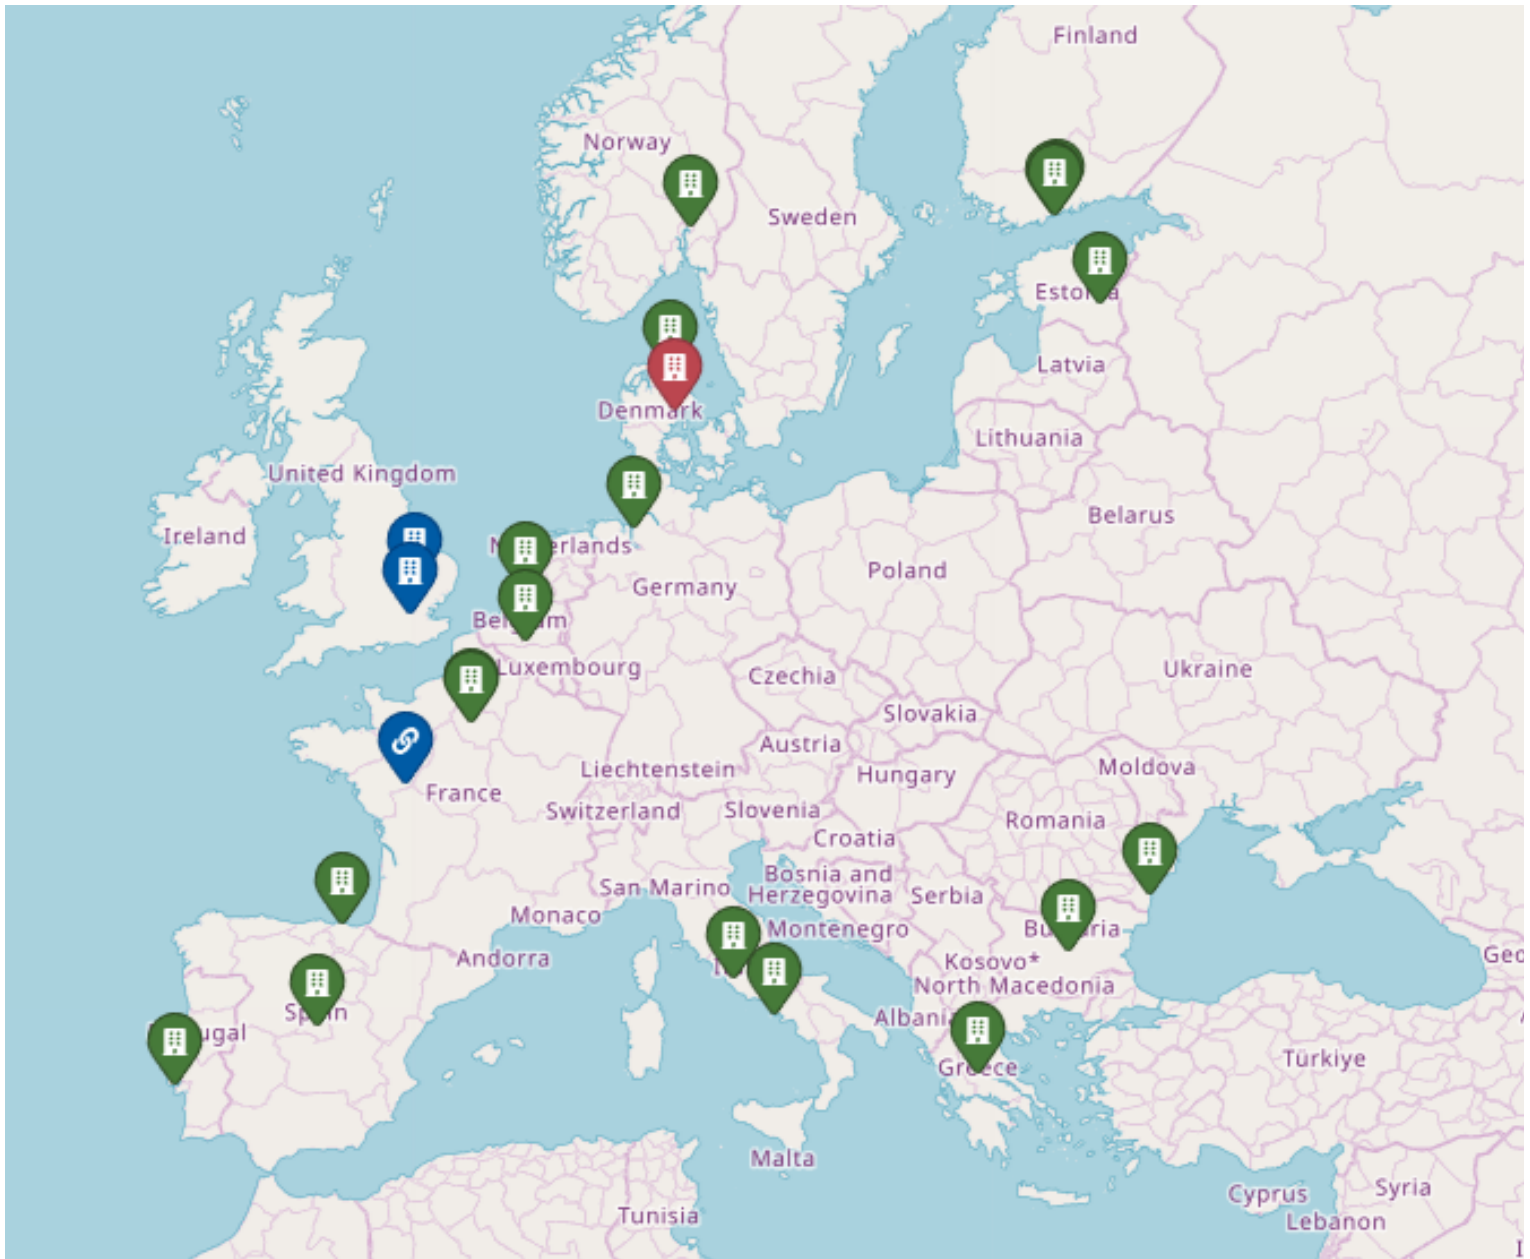 Finland
Norway
Sweden
Estonia
Latvia
Denmark
Lithuania
United Kingdom
Belarus
Ireland
Netherlands
Poland
Germany
Belgium
Luxembourg
Czechia
Ukraine
Slovakia
Austria
Liechtenstein
Hungary
Moldova
France
Switzerland
Slovenia
Romania
Croatia
Bosnia and
Herzegovina
San Marino
Serbia
Monaco
Montenegro
Bulgaria
Andorra
Kosovo*
Geo
North Macedonia
Spain
Albania
Portugal
Türkiye
Greece
Malta
Cyprus
Syria
Tunisia
Lebanon